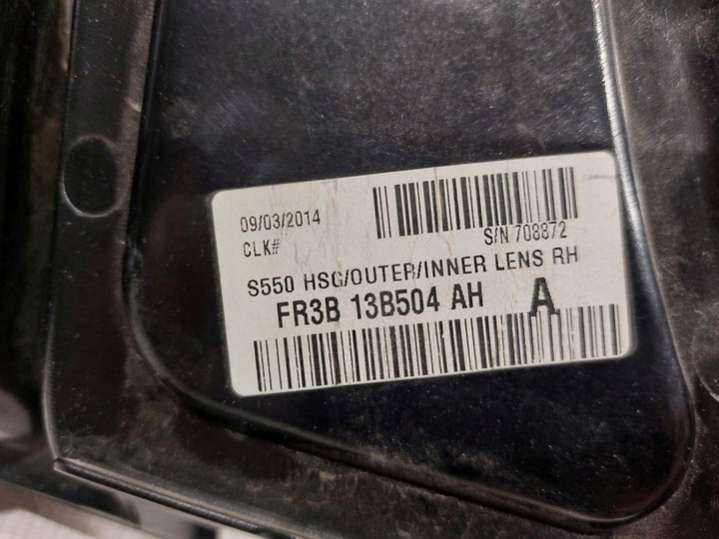 09/03/2014
CLK#
S/N 708872
S550 HSG/OUTER/INNER LENS RH
FR3B 13B504 AH A